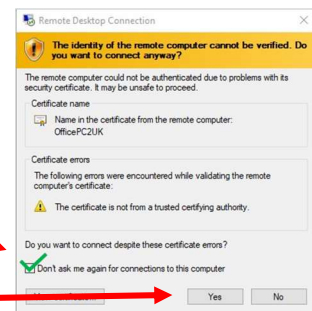 Remote Desktop Connection
The identity of the remote computer cannot be verified. Do
you want to connect anyway?
The remote computer could not be authenticated due to problems with its
security certificate. It may be unsafe to proceed.
Certificate name
Name in the certificate from the remote computer:
OfficePC2UK
Certificate errors
The following errors were encountered while validating the remote
computer's certificate:
The certificate is not from a trusted certifying authority.
Do you want to connect despite these certificate errors?
Don't ask me again for connections to this computer
Yes No